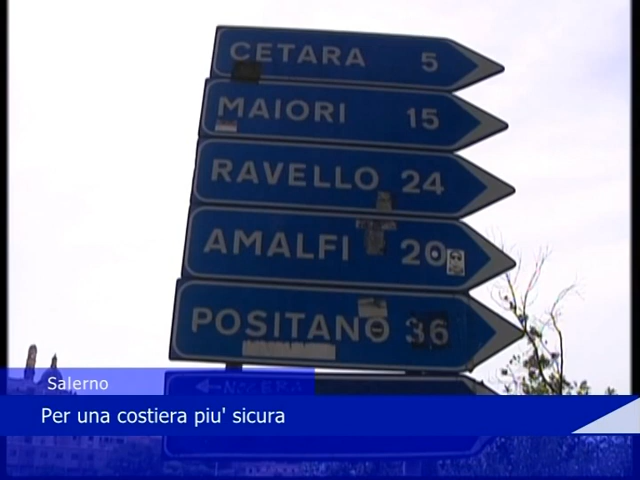 CETARA 5
MAIORI 15
RAVELLO 24
AMALFI 20
POSITANO 36
Salerno
Per una costiera piu' sicura